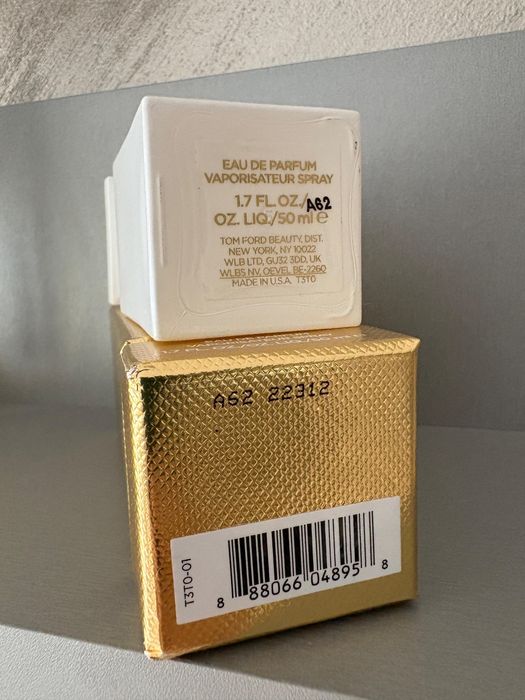 EAU DE PARFUM
VAPORISATEUR SPRAY
1.7 FL.OZ./
A62
OZ. LIQ./50 ml e
TOM FORD BEAUTY, DIST.
NEW YORK, NY 10022
WLB LTD, GU32 3DD, UK
WLBS NV, OEVEL BE-2260
MADE IN U.S.A. T3T0
A62 22312
T3T0-01
8 88066 04895 8